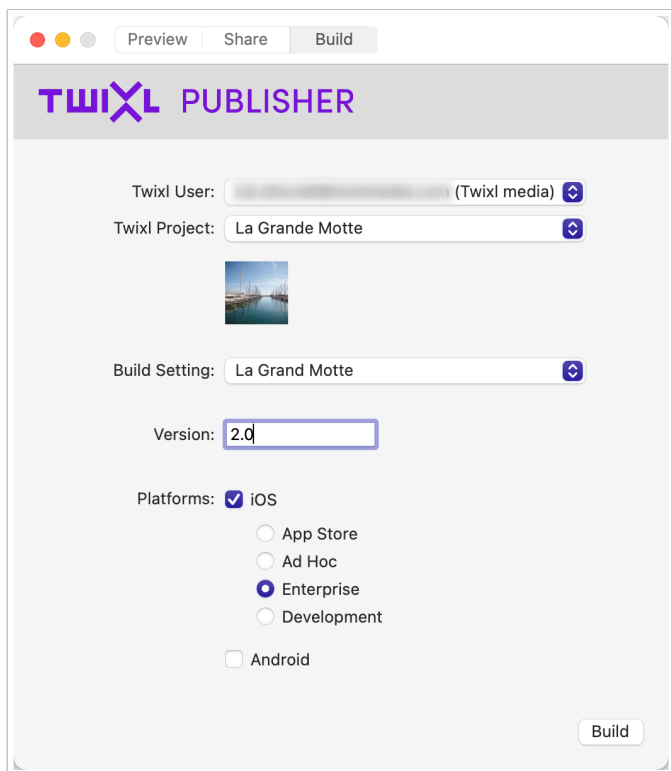 Preview Share Build
TWIXL PUBLISHER
Twixl User: (Twixl media)
Twixl Project: La Grande Motte
Build Setting: La Grand Motte
Version: 2.0
Platforms: iOS
App Store
Ad Hoc
Enterprise
Development
Android
Build